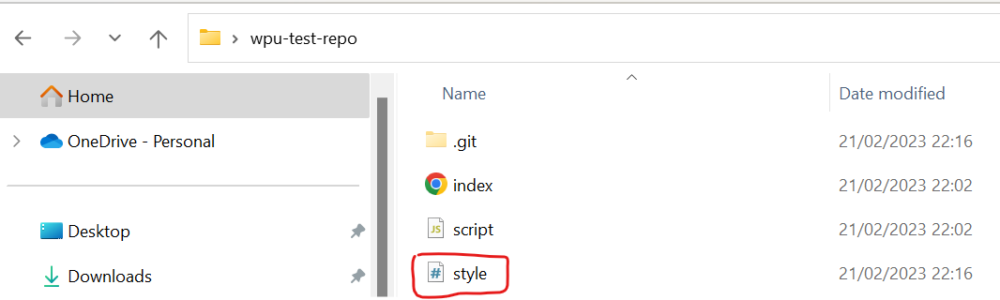 wpu-test-repo
Name Date modified
Home
OneDrive - Personal
.git 21/02/2023 22:16
index 21/02/2023 22:02
Desktop
script 21/02/2023 22:02
JS
Downloads
# style 21/02/2023 22:16